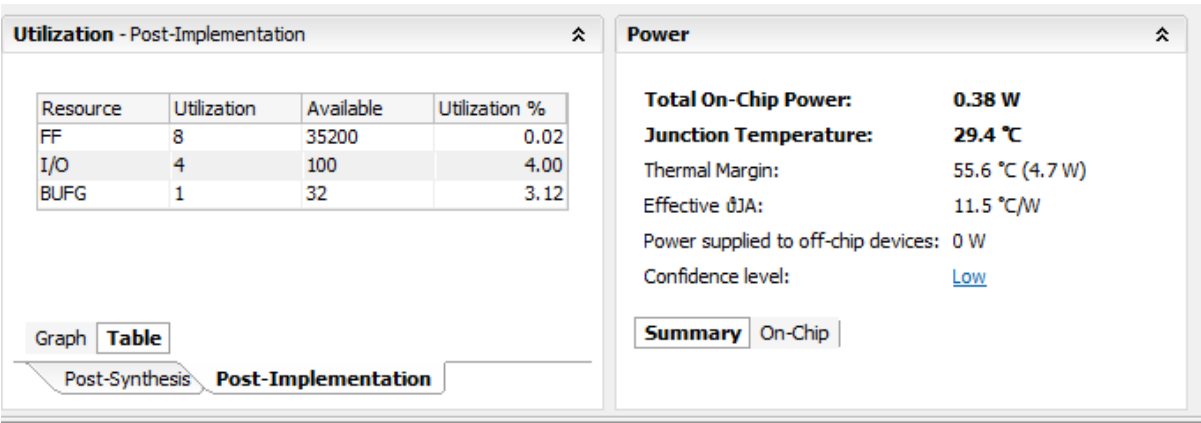 Utilization - Post-Implementation
Resource Utilization Available Utilization %
FF 8 35200 0.02
I/O 4 100 4.00
BUFG 1 32 3.12
Graph Table
Post-Synthesis Post-Implementation
Power
Total On-Chip Power: 0.38 W
Junction Temperature: 29.4 °C
Thermal Margin: 55.6 °C (4.7 W)
Effective ϑJA: 11.5 °C/W
Power supplied to off-chip devices: 0 W
Confidence level: Low
Summary On-Chip